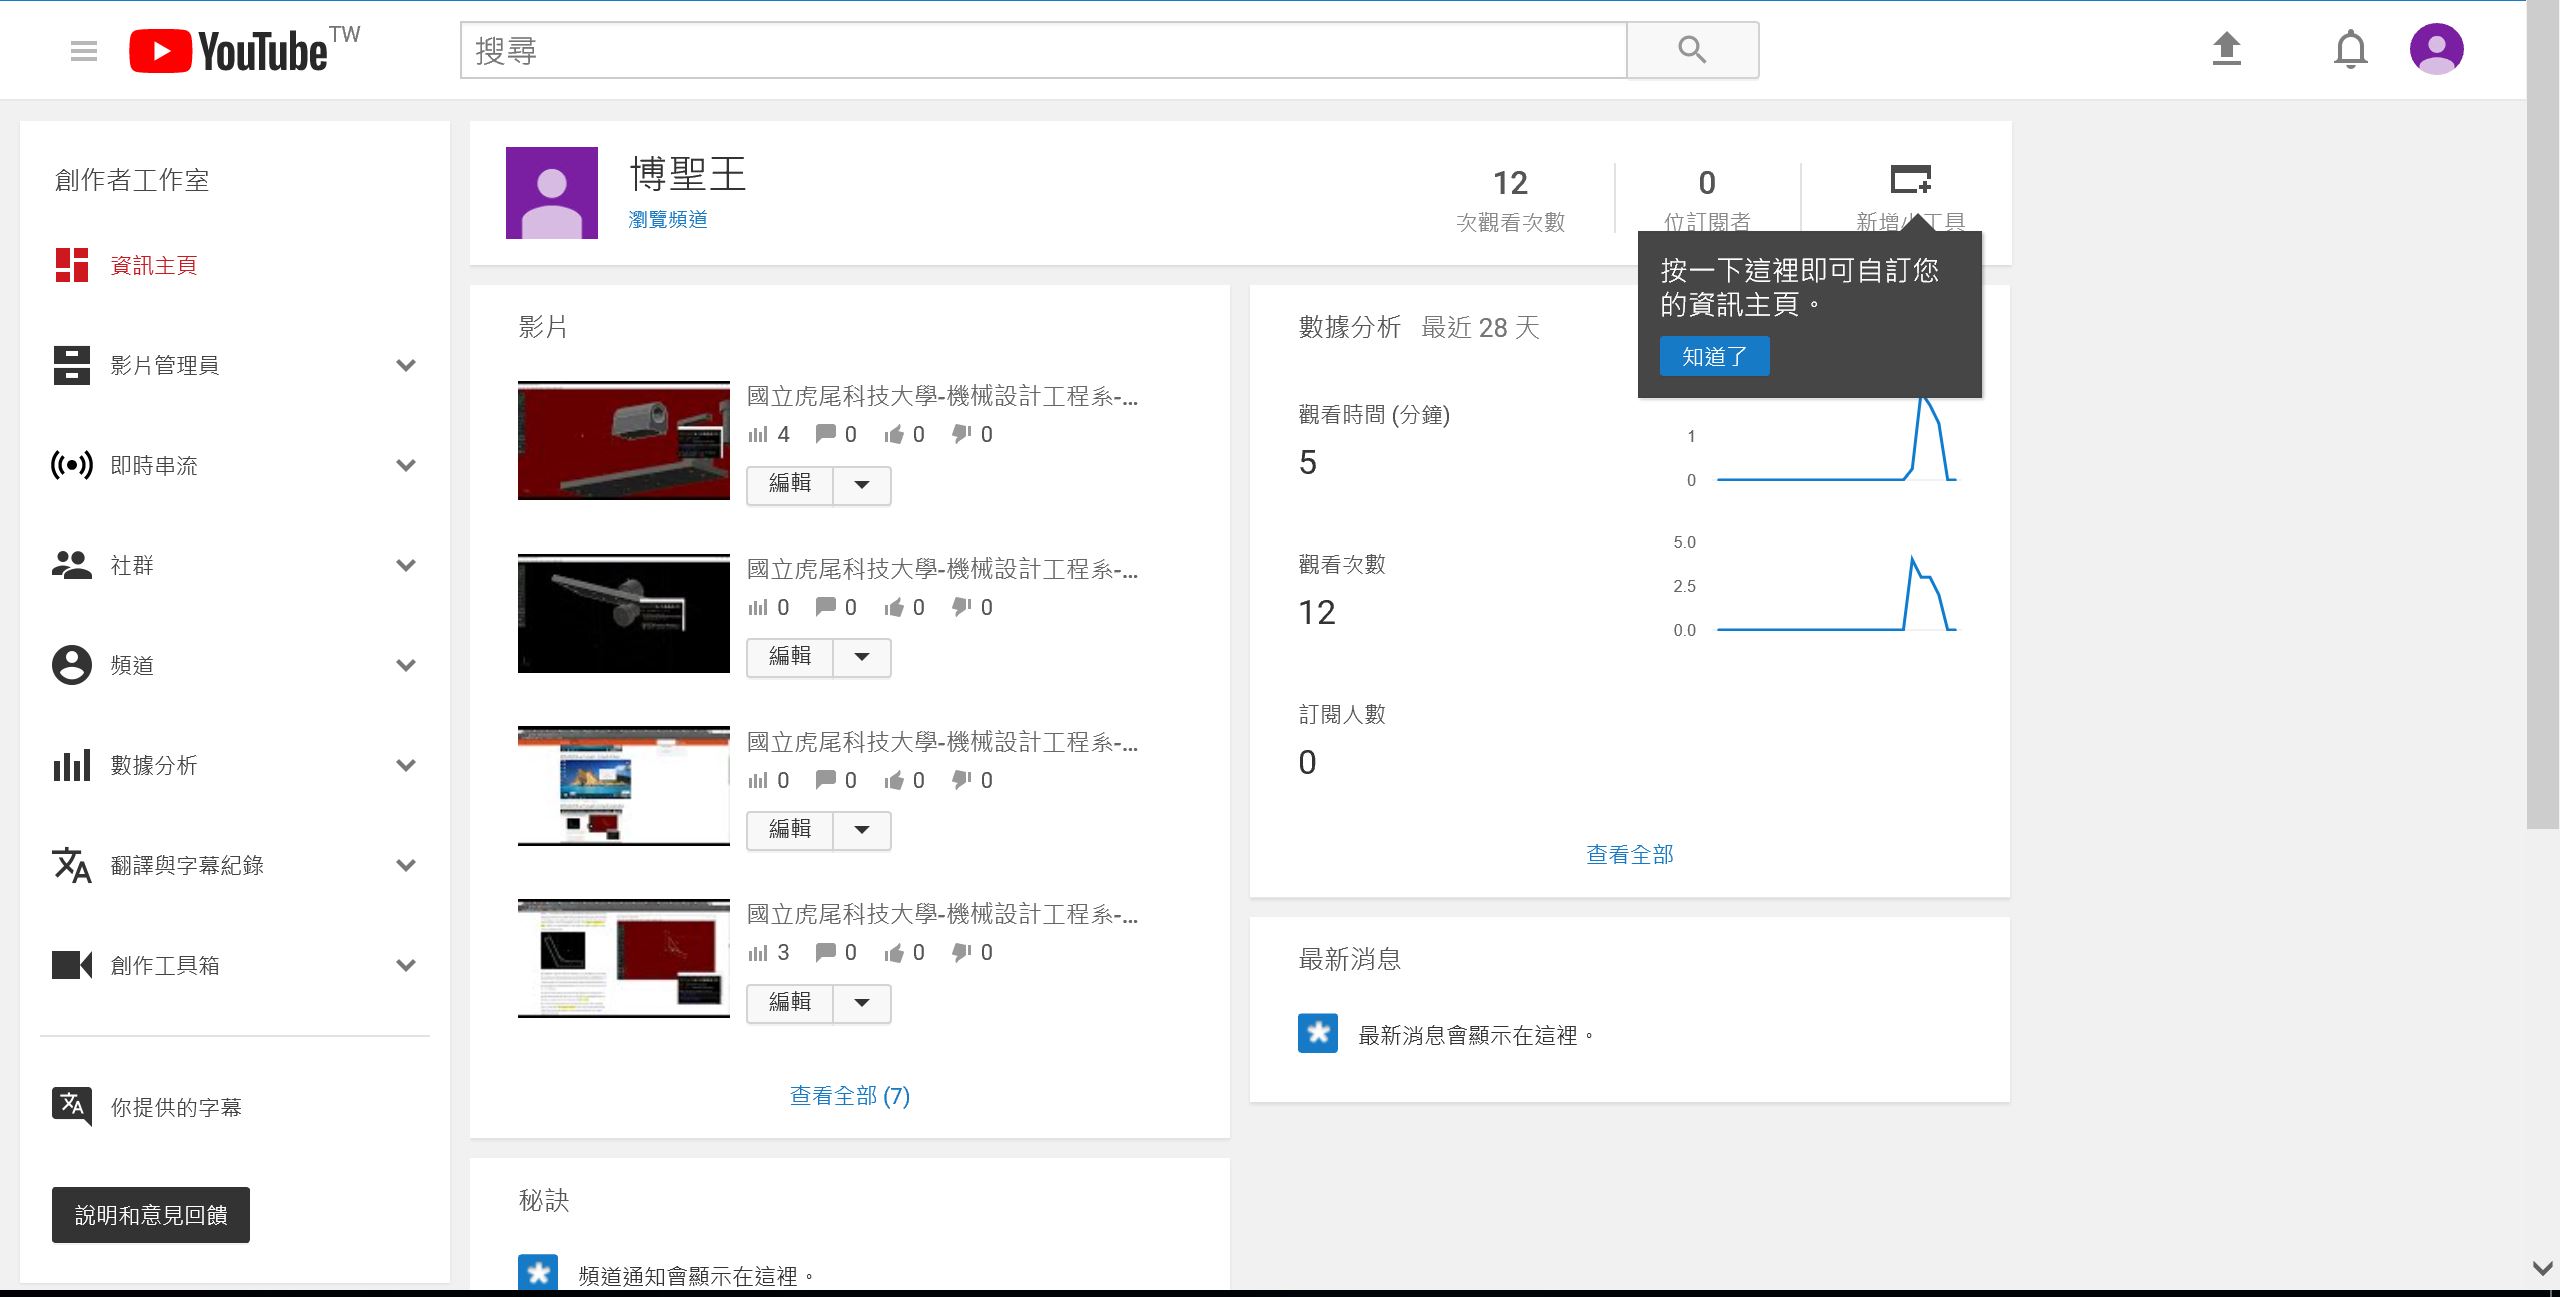 YouTube TW
搜尋
創作者工作室
資訊主頁
影片管理員
即時串流
社群
頻道
數據分析
翻譯與字幕紀錄
創作工具箱
你提供的字幕
說明和意見回饋
博聖王
瀏覽頻道
12
次觀看次數
0
位訂閱者
新增小工具
按一下這裡即可自訂您
的資訊主頁。
知道了
影片
國立虎尾科技大學-機械設計工程系-...
4 0 0 0
編輯
國立虎尾科技大學-機械設計工程系-...
0 0 0 0
編輯
國立虎尾科技大學-機械設計工程系-...
0 0 0 0
編輯
國立虎尾科技大學-機械設計工程系-...
3 0 0 0
編輯
查看全部 (7)
秘訣
頻道通知會顯示在這裡。
數據分析 最近 28 天
觀看時間 (分鐘)
5
1
0
觀看次數
12
5.0
2.5
0.0
訂閱人數
0
查看全部
最新消息
最新消息會顯示在這裡。